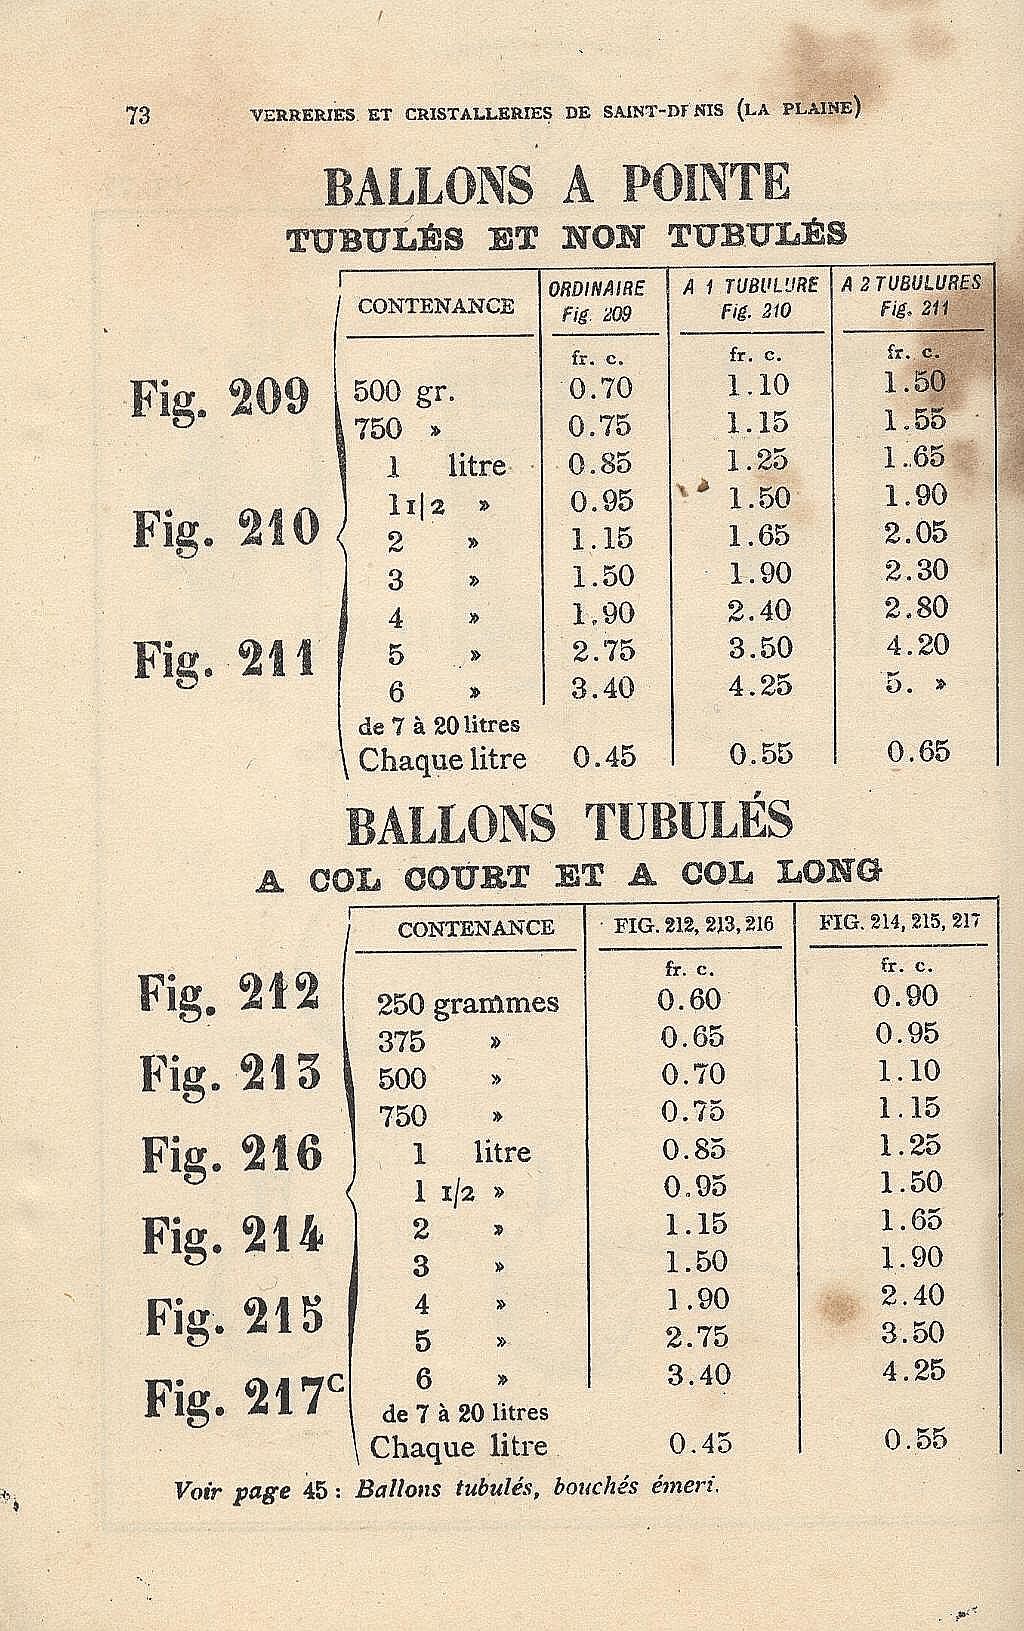 73 VERRERIES ET CRISTALLERIES DE SAINT-DENIS (LA PLAINE)
BALLONS A POINTE
TUBULÉS ET NON TUBULÉS
CONTENANCE ORDINAIRE Fig. 209 A 1 TUBULURE Fig. 210 A 2 TUBULURES Fig. 211
fr. c. fr. c. fr. c.
Fig. 209
500 gr. 0.70 1.10 1.50
750 » 0.75 1.15 1.55
1 litre 0.85 1.25 1.65
1 1/2 » 0.95 1.50 1.90
Fig. 210
2 » 1.15 1.65 2.05
3 » 1.50 1.90 2.30
4 » 1.90 2.40 2.80
Fig. 211
5 » 2.75 3.50 4.20
6 » 3.40 4.25 5. »
de 7 à 20 litres
Chaque litre 0.45 0.55 0.65
BALLONS TUBULÉS
A COL COURT ET A COL LONG
CONTENANCE FIG. 212, 213, 216 FIG. 214, 215, 217
fr. c. fr. c.
Fig. 212
250 grammes 0.60 0.90
375 » 0.65 0.95
Fig. 213
500 » 0.70 1.10
750 » 0.75 1.15
Fig. 216
1 litre 0.85 1.25
1 1/2 » 0.95 1.50
Fig. 214
2 » 1.15 1.65
3 » 1.50 1.90
Fig. 215
4 » 1.90 2.40
5 » 2.75 3.50
Fig. 217C
6 » 3.40 4.25
de 7 à 20 litres
Chaque litre 0.45 0.55
Voir page 45 : Ballons tubulés, bouchés émeri.